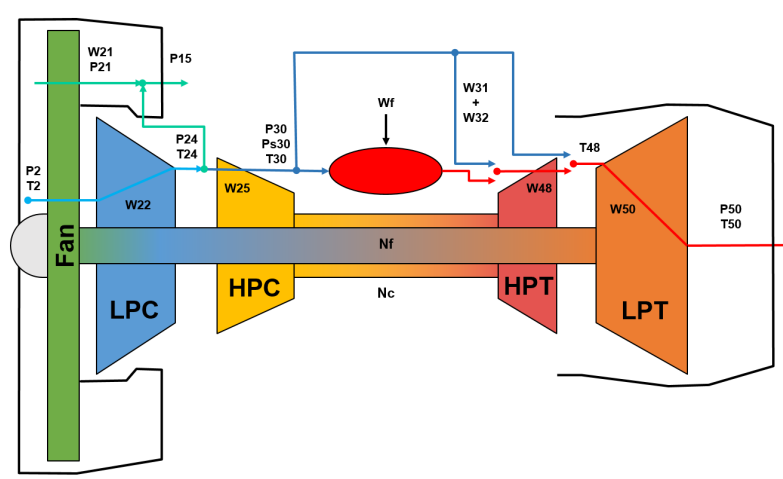 W21
P21
P15
P24
T24
P2
T2
W22
Fan
LPC
P30
Ps30
T30
W25
HPC
Wf
Nf
Nc
W31
+
W32
W48
HPT
T48
W50
LPT
P50
T50